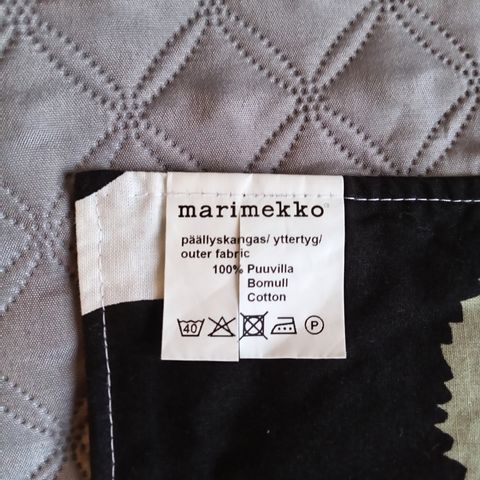 marimekko®
päällyskangas/ yttertyg/
outer fabric
100% Puuvilla
Bomull
Cotton
40 P